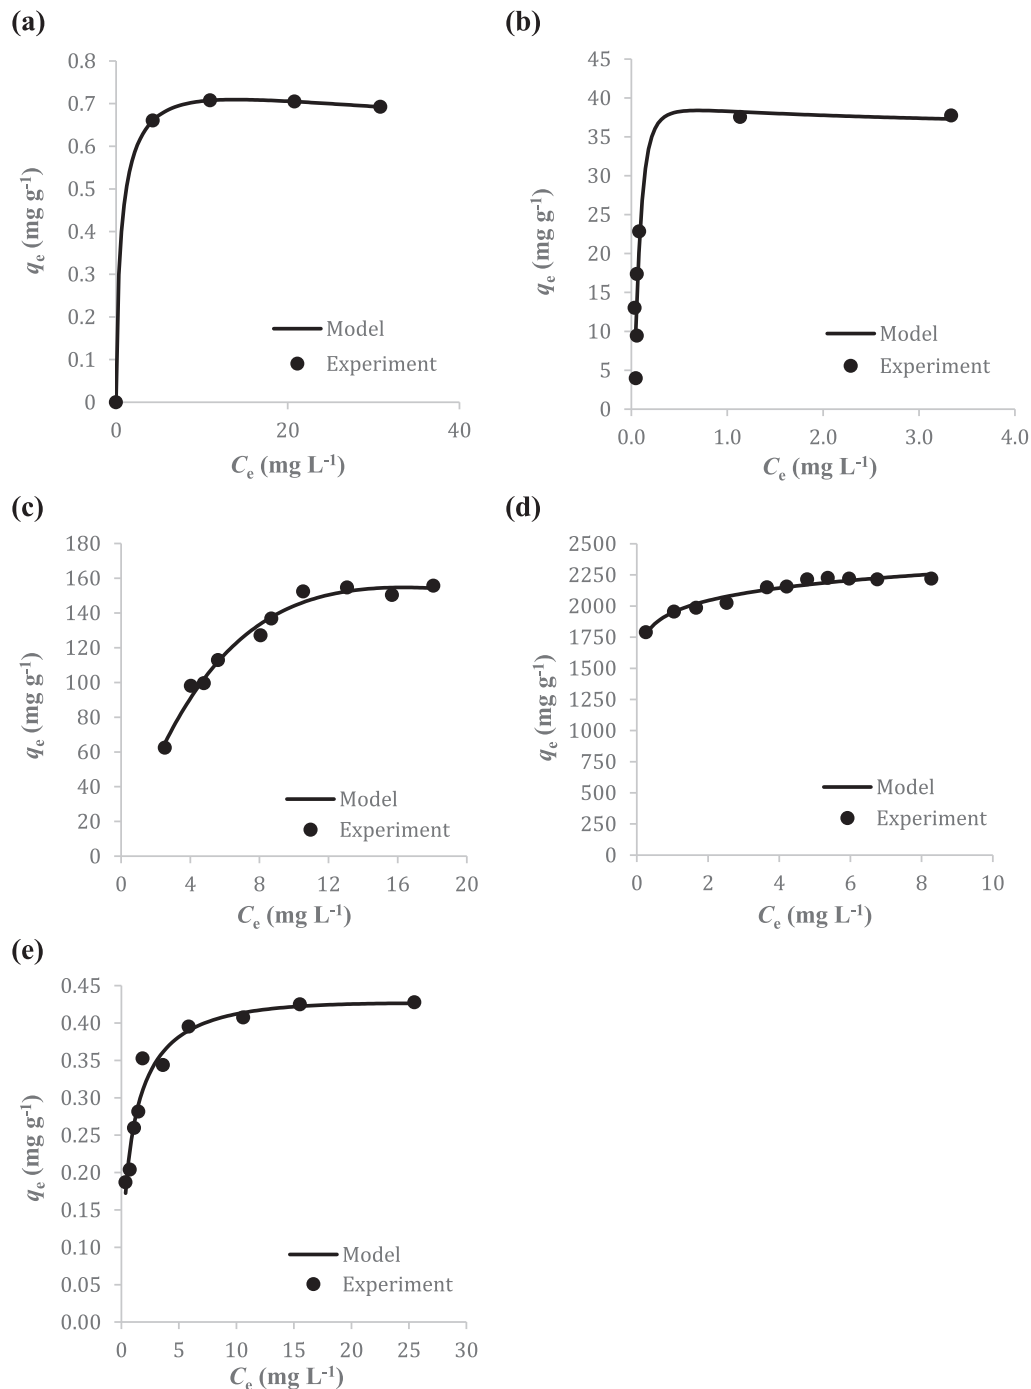 (a)
0.8
0.7
0.6
0.5
0.4
0.3
0.2
0.1
0
qe (mg g-1)
Model
Experiment
0 20 40
Ce (mg L-1)
(b)
45
40
35
30
25
20
15
10
5
0
qe (mg g-1)
Model
Experiment
0.0 1.0 2.0 3.0 4.0
Ce (mg L-1)
(c)
180
160
140
120
100
80
60
40
20
0
qe (mg g-1)
Model
Experiment
0 4 8 12 16 20
Ce (mg L-1)
(d)
2500
2250
2000
1750
1500
1250
1000
750
500
250
0
qe (mg g-1)
Model
Experiment
0 2 4 6 8 10
Ce (mg L-1)
(e)
0.45
0.40
0.35
0.30
0.25
0.20
0.15
0.10
0.05
0.00
qe (mg g-1)
Model
Experiment
0 5 10 15 20 25 30
Ce (mg L-1)